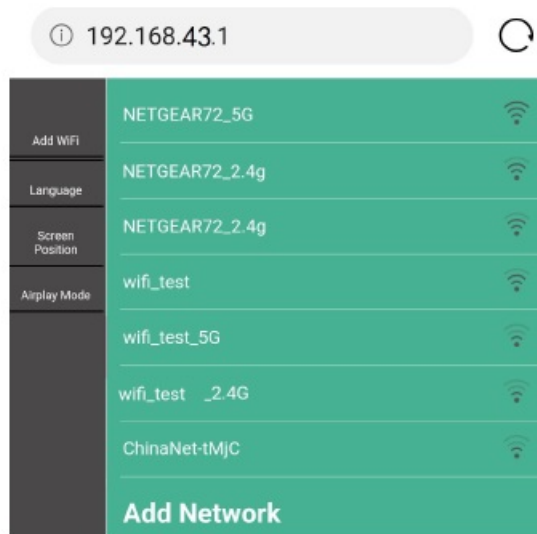 192.168.43.1
Add WiFi
Language
Screen
Position
Airplay Mode
NETGEAR72_5G
NETGEAR72_2.4g
NETGEAR72_2.4g
wifi_test
wifi_test_5G
wifi_test _2.4G
ChinaNet-tMjC
Add Network